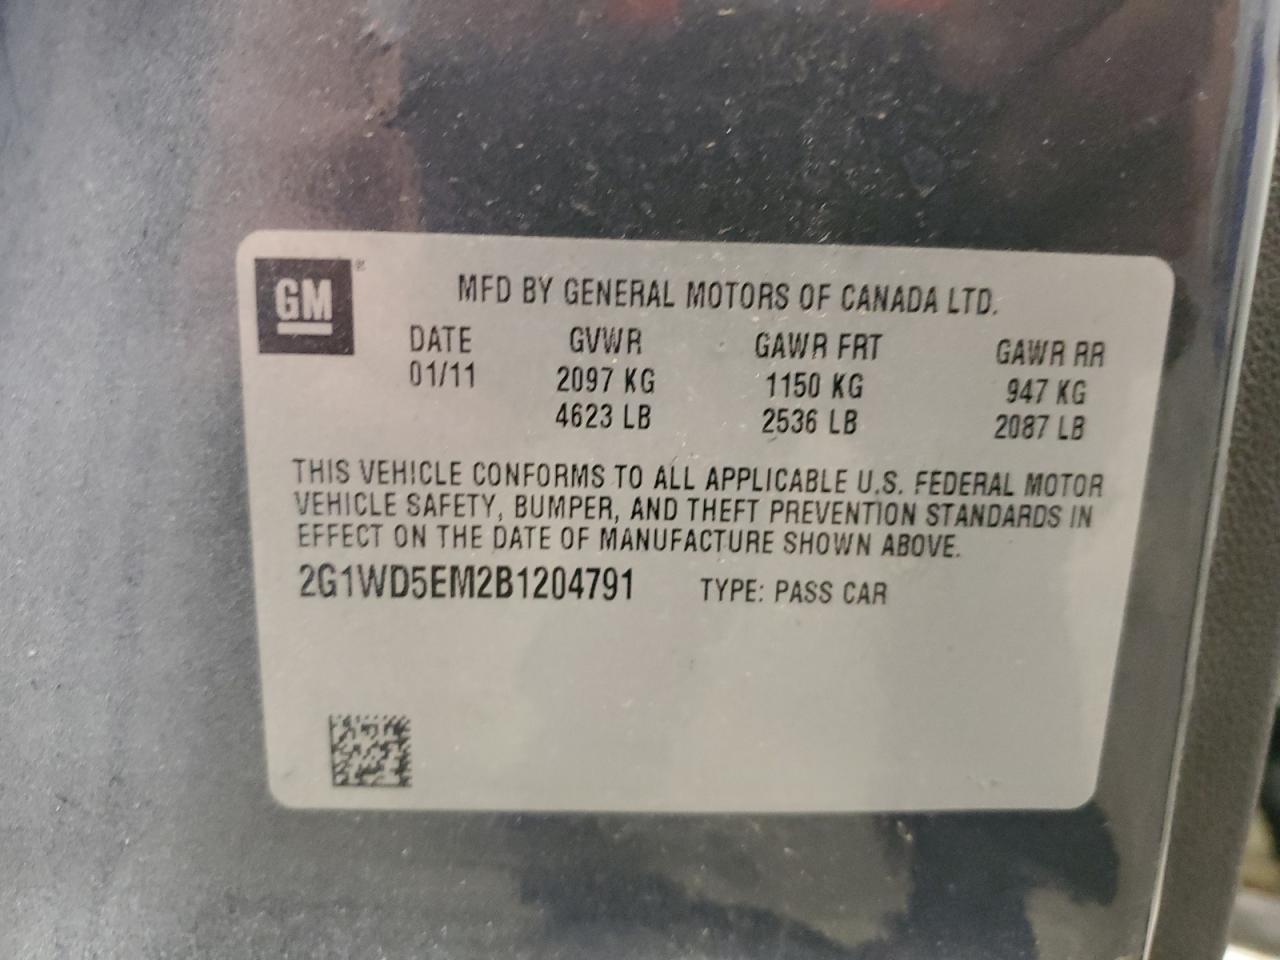 GM®
MFD BY GENERAL MOTORS OF CANADA LTD.
DATE GVWR GAWR FRT GAWR RR
01/11 2097 KG 1150 KG 947 KG
4623 LB 2536 LB 2087 LB
THIS VEHICLE CONFORMS TO ALL APPLICABLE U.S. FEDERAL MOTOR
VEHICLE SAFETY, BUMPER, AND THEFT PREVENTION STANDARDS IN
EFFECT ON THE DATE OF MANUFACTURE SHOWN ABOVE.
2G1WD5EM2B1204791 TYPE: PASS CAR